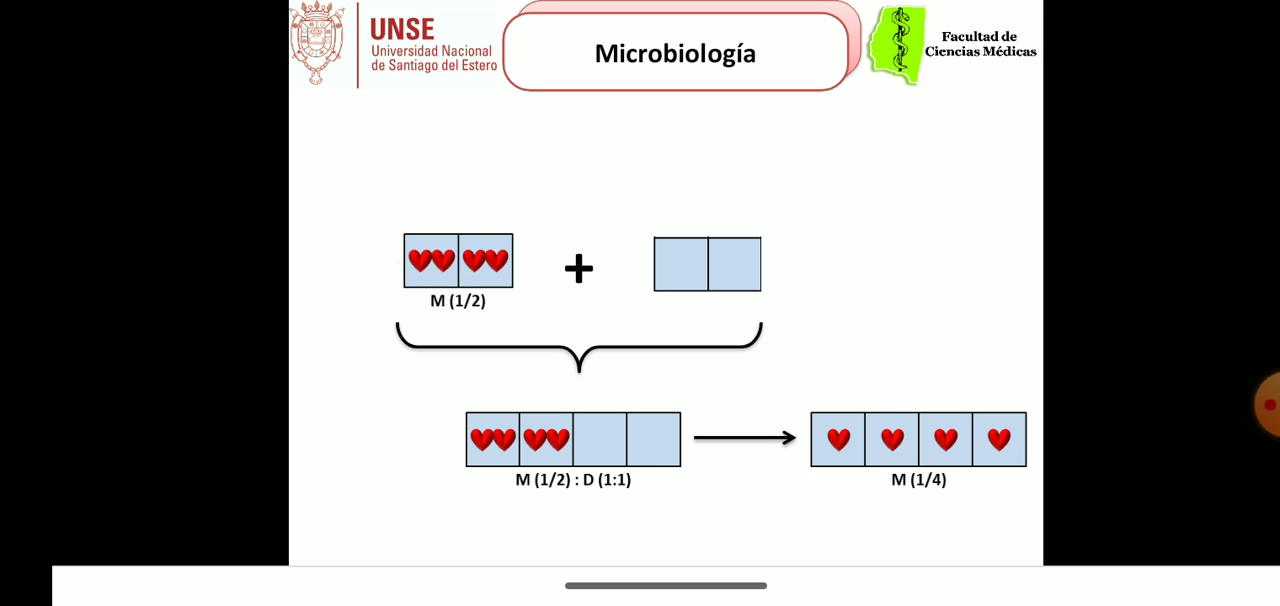 UNSE
Universidad Nacional
de Santiago del Estero
Microbiología
Facultad de
Ciencias Médicas
M (1/2)
M (1/2) : D (1:1)
M (1/4)